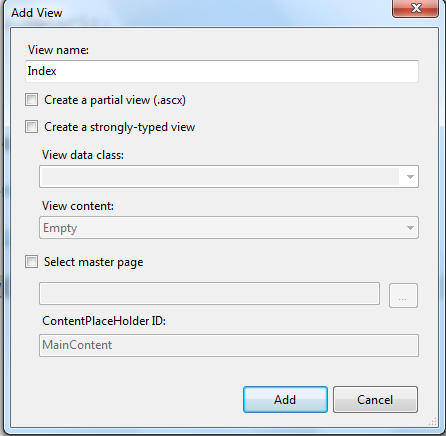 Add View
View name:
Index
Create a partial view (.ascx)
Create a strongly-typed view
View data class:
View content:
Empty
Select master page
...
ContentPlaceHolder ID:
MainContent
Add Cancel